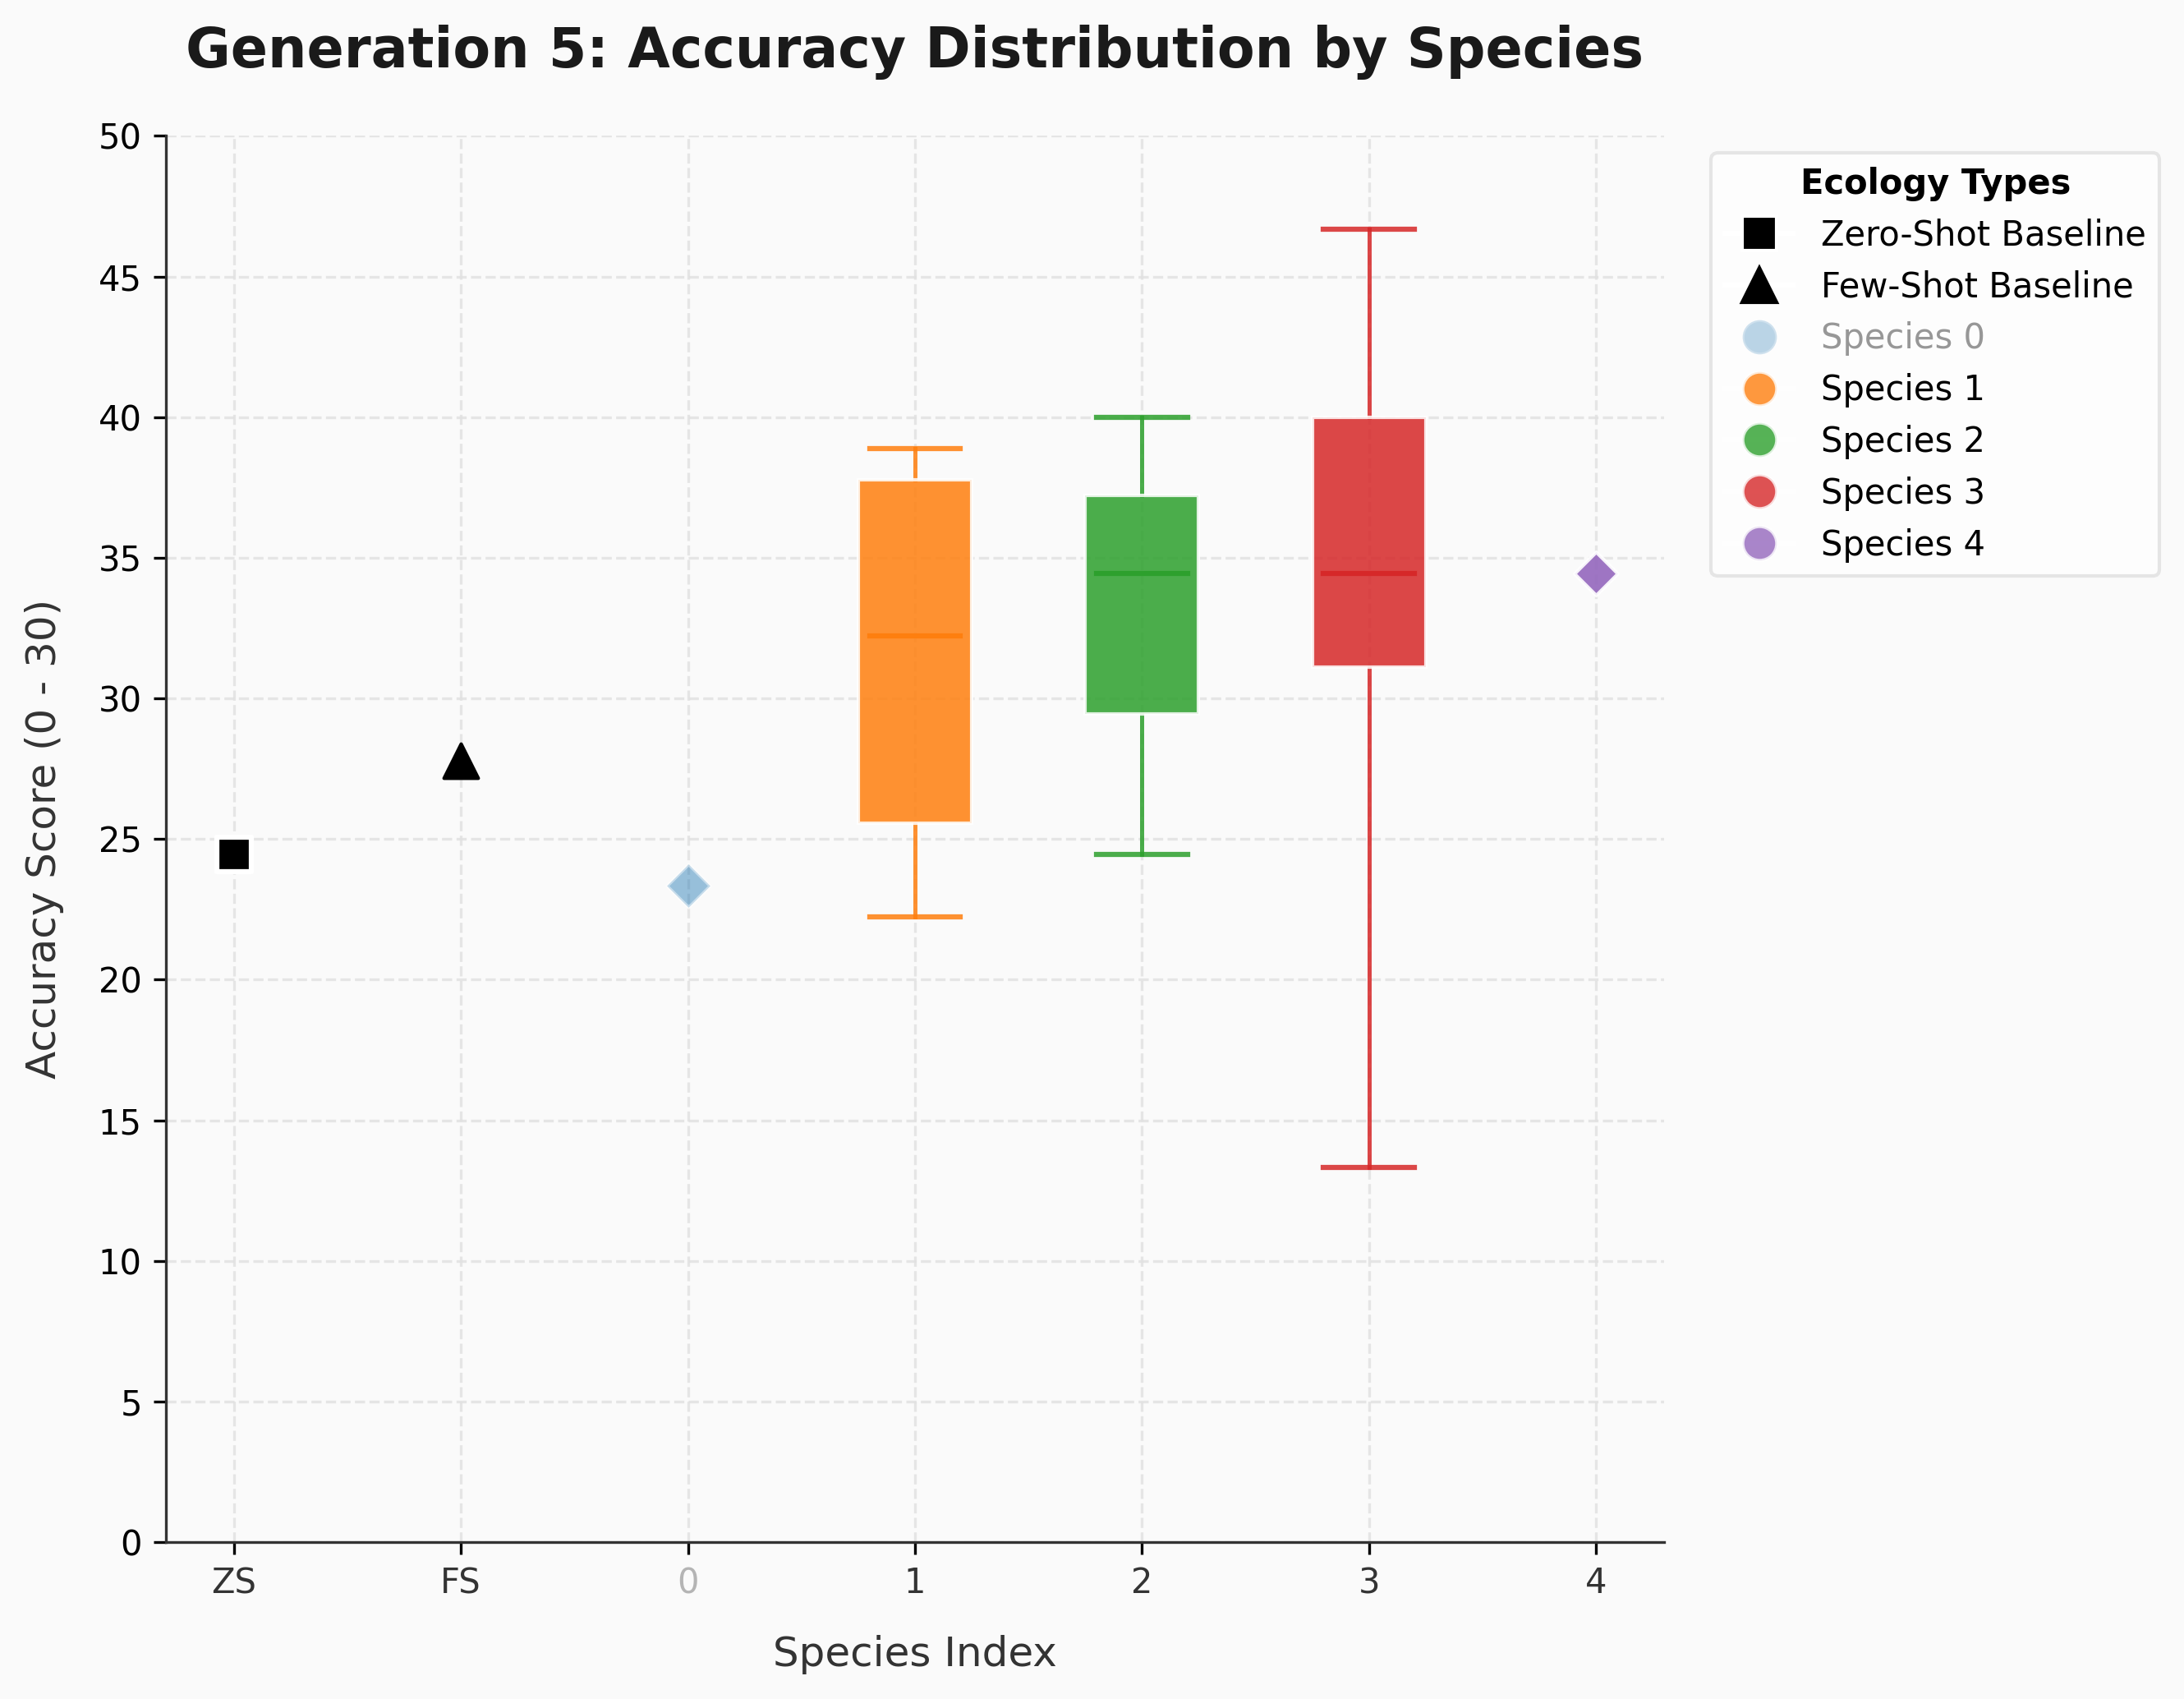 Generation 5: Accuracy Distribution by Species
50
45
40
35
30
25
20
15
10
5
0
Accuracy Score (0 - 30)
ZS FS 0 1 2 3 4
Species Index
Ecology Types
Zero-Shot Baseline
Few-Shot Baseline
Species 0
Species 1
Species 2
Species 3
Species 4